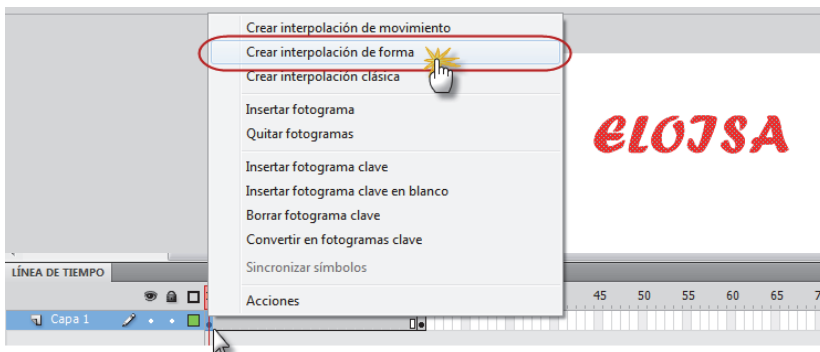 Crear interpolación de movimiento
Crear interpolación de forma
Crear interpolación clásica
Insertar fotograma
Quitar fotogramas
Insertar fotograma clave
Insertar fotograma clave en blanco
Borrar fotograma clave
Convertir en fotogramas clave
Sincronizar símbolos
Acciones
ELOISA
LÍNEA DE TIEMPO
45 50 55 60 65 7
Capa 1